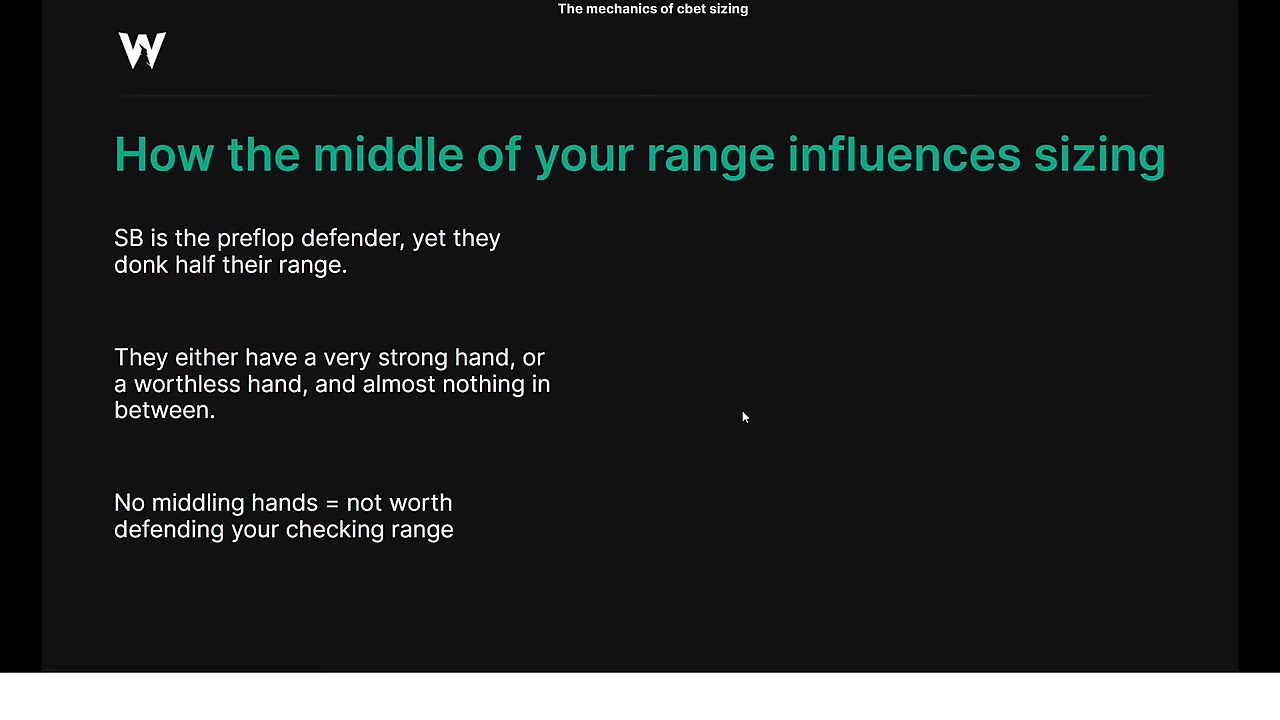 The mechanics of cbet sizing
W
How the middle of your range influences sizing
SB is the preflop defender, yet they
donk half their range.
They either have a very strong hand, or
a worthless hand, and almost nothing in
between.
No middling hands = not worth
defending your checking range